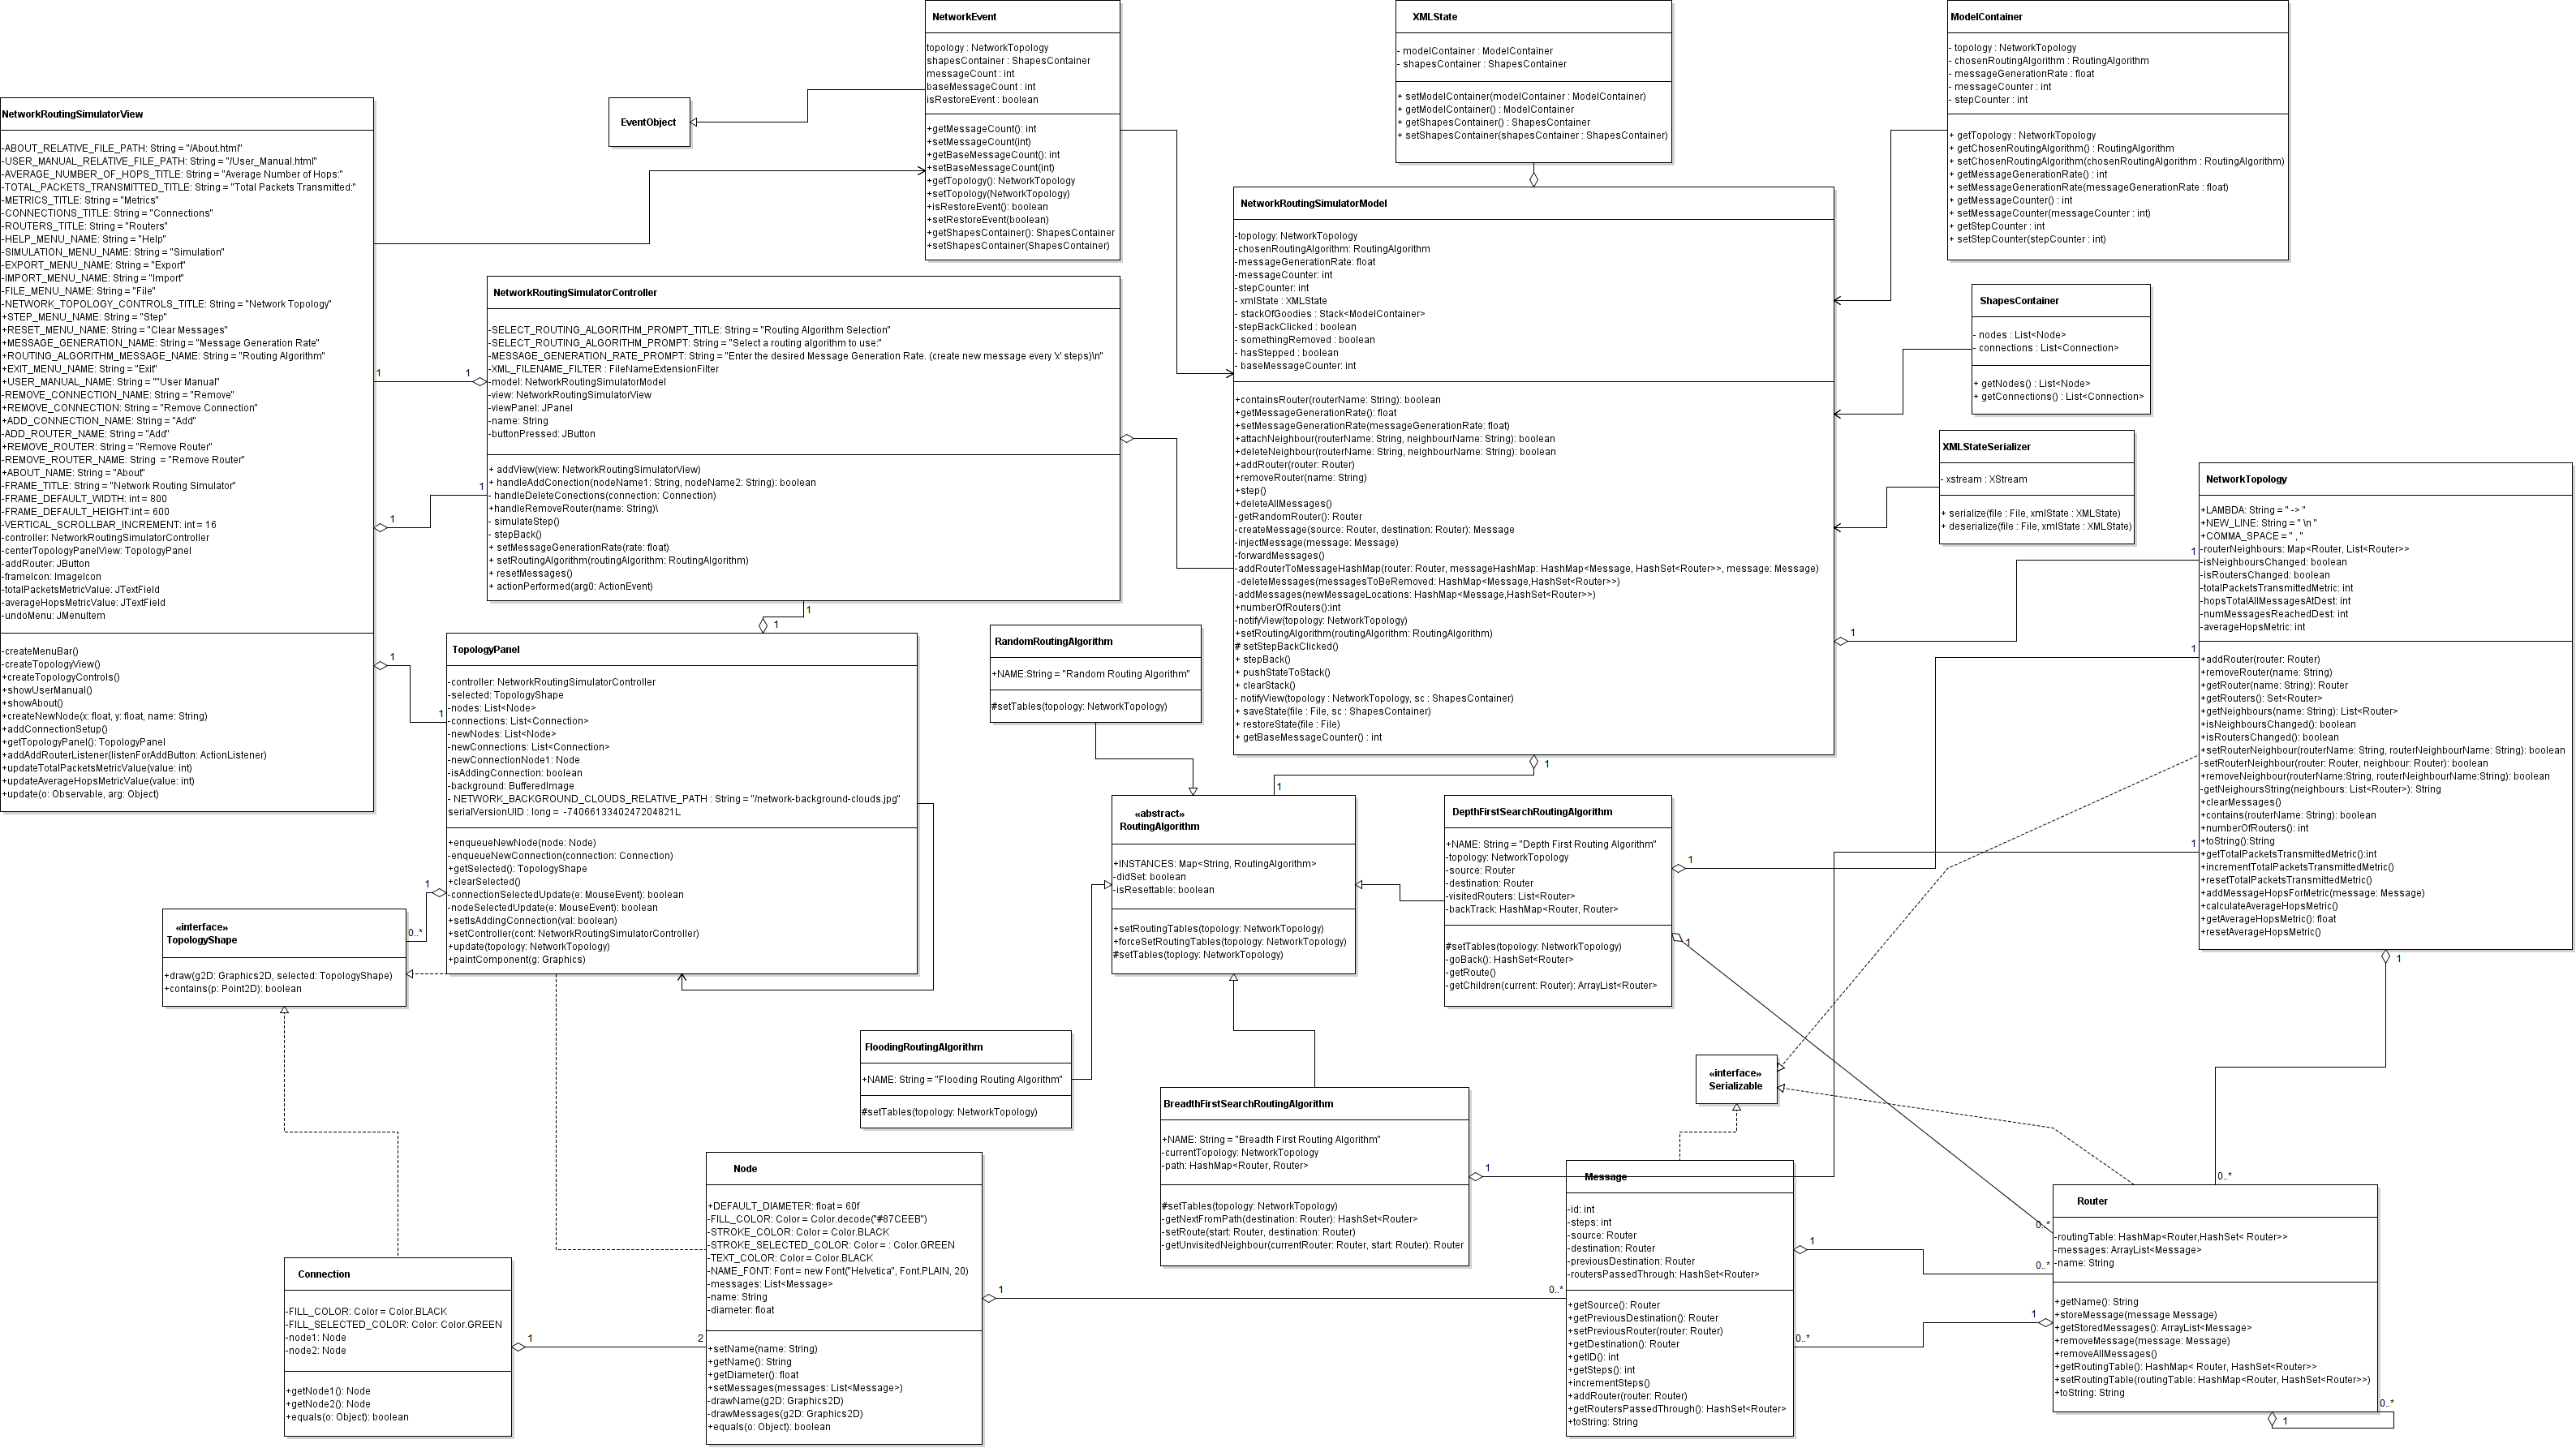 NetworkEvent
topology : NetworkTopology
shapesContainer : ShapesContainer
messageCount : int
baseMessageCount : int
isRestoreEvent : boolean
+getMessageCount(): int
+setMessageCount(int)
+getBaseMessageCount(): int
+setBaseMessageCount(int)
+getTopology(): NetworkTopology
+setTopology(NetworkTopology)
+isRestoreEvent(): boolean
+setRestoreEvent(boolean)
+getShapesContainer(): ShapesContainer
+setShapesContainer(ShapesContainer)
XMLState
- modelContainer : ModelContainer
- shapesContainer : ShapesContainer
+ setModelContainer(modelContainer : ModelContainer)
+ getModelContainer() : ModelContainer
+ getShapesContainer() : ShapesContainer
+ setShapesContainer(shapesContainer : ShapesContainer)
ModelContainer
- topology : NetworkTopology
- chosenRoutingAlgorithm : RoutingAlgorithm
- messageGenerationRate : float
- messageCounter : int
- stepCounter : int
+ getTopology : NetworkTopology
+ getChosenRoutingAlgorithm() : RoutingAlgorithm
+ setChosenRoutingAlgorithm(chosenRoutingAlgorithm : RoutingAlgorithm)
+ getMessageGenerationRate() : int
+ setMessageGenerationRate(messageGenerationRate : float)
+ getMessageCounter() : int
+ setMessageCounter(messageCounter : int)
+ getStepCounter : int
+ setStepCounter(stepCounter : int)
EventObject
NetworkRoutingSimulatorView
-ABOUT_RELATIVE_FILE_PATH: String = "/About.html"
-USER_MANUAL_RELATIVE_FILE_PATH: String = "/User_Manual.html"
-AVERAGE_NUMBER_OF_HOPS_TITLE: String = "Average Number of Hops:"
-TOTAL_PACKETS_TRANSMITTED_TITLE: String = "Total Packets Transmitted:"
-METRICS_TITLE: String = "Metrics"
-CONNECTIONS_TITLE: String = "Connections"
-ROUTERS_TITLE: String = "Routers"
-HELP_MENU_NAME: String = "Help"
-SIMULATION_MENU_NAME: String = "Simulation"
-EXPORT_MENU_NAME: String = "Export"
-IMPORT_MENU_NAME: String = "Import"
-FILE_MENU_NAME: String = "File"
-NETWORK_TOPOLOGY_CONTROLS_TITLE: String = "Network Topology"
+STEP_MENU_NAME: String = "Step"
+RESET_MENU_NAME: String = "Clear Messages"
+MESSAGE_GENERATION_NAME: String = "Message Generation Rate"
+ROUTING_ALGORITHM_MESSAGE_NAME: String = "Routing Algorithm"
+EXIT_MENU_NAME: String = "Exit"
+USER_MANUAL_NAME: String = ""User Manual"
-REMOVE_CONNECTION_NAME: String = "Remove"
+REMOVE_CONNECTION: String = "Remove Connection"
+ADD_CONNECTION_NAME: String = "Add"
-ADD_ROUTER_NAME: String = "Add"
+REMOVE_ROUTER: String = "Remove Router"
-REMOVE_ROUTER_NAME: String = "Remove Router"
+ABOUT_NAME: String = "About"
-FRAME_TITLE: String = "Network Routing Simulator"
-FRAME_DEFAULT_WIDTH: int = 800
-FRAME_DEFAULT_HEIGHT:int = 600
-VERTICAL_SCROLLBAR_INCREMENT: int = 16
-controller: NetworkRoutingSimulatorController
-centerTopologyPanelView: TopologyPanel
-addRouter: JButton
-frameIcon: ImageIcon
-totalPacketsMetricValue: JTextField
-averageHopsMetricValue: JTextField
-undoMenu: JMenuItem
-createMenuBar()
-createTopologyView()
+createTopologyControls()
+showUserManual()
+showAbout()
+createNewNode(x: float, y: float, name: String)
+addConnectionSetup()
+getTopologyPanel(): TopologyPanel
+addAddRouterListener(listenForAddButton: ActionListener)
+updateTotalPacketsMetricValue(value: int)
+updateAverageHopsMetricValue(value: int)
+update(o: Observable, arg: Object)
1
1
1
1
1
1
NetworkRoutingSimulatorController
-SELECT_ROUTING_ALGORITHM_PROMPT_TITLE: String = "Routing Algorithm Selection"
-SELECT_ROUTING_ALGORITHM_PROMPT: String = "Select a routing algorithm to use:"
-MESSAGE_GENERATION_RATE_PROMPT: String = "Enter the desired Message Generation Rate. (create new message every 'x' steps)\n"
-XML_FILENAME_FILTER : FileNameExtensionFilter
-model: NetworkRoutingSimulatorModel
-view: NetworkRoutingSimulatorView
-viewPanel: JPanel
-name: String
-buttonPressed: JButton
+ addView(view: NetworkRoutingSimulatorView)
+ handleAddConection(nodeName1: String, nodeName2: String): boolean
- handleDeleteConections(connection: Connection)
+handleRemoveRouter(name: String)\
- simulateStep()
- stepBack()
+ setMessageGenerationRate(rate: float)
+ setRoutingAlgorithm(routingAlgorithm: RoutingAlgorithm)
+ resetMessages()
+ actionPerformed(arg0: ActionEvent)
1
1
NetworkRoutingSimulatorModel
-topology: NetworkTopology
-chosenRoutingAlgorithm: RoutingAlgorithm
-messageGenerationRate: float
-messageCounter: int
-stepCounter: int
- xmlState : XMLState
- stackOfGoodies : Stack<ModelContainer>
-stepBackClicked : boolean
- somethingRemoved : boolean
- hasStepped : boolean
- baseMessageCounter: int
+containsRouter(routerName: String): boolean
+getMessageGenerationRate(): float
+setMessageGenerationRate(messageGenerationRate: float)
+attachNeighbour(routerName: String, neighbourName: String): boolean
+deleteNeighbour(routerName: String, neighbourName: String): boolean
+addRouter(router: Router)
+removeRouter(name: String)
+step()
+deleteAllMessages()
-getRandomRouter(): Router
-createMessage(source: Router, destination: Router): Message
-injectMessage(message: Message)
-forwardMessages()
-addRouterToMessageHashMap(router: Router, messageHashMap: HashMap<Message, HashSet<Router>>, message: Message)
-deleteMessages(messagesToBeRemoved: HashMap<Message,HashSet<Router>>)
-addMessages(newMessageLocations: HashMap<Message,HashSet<Router>>)
+numberOfRouters():int
-notifyView(topology: NetworkTopology)
+setRoutingAlgorithm(routingAlgorithm: RoutingAlgorithm)
# setStepBackClicked()
+ stepBack()
+ pushStateToStack()
+ clearStack()
- notifyView(topology : NetworkTopology, sc : ShapesContainer)
+ saveState(file : File, sc : ShapesContainer)
+ restoreState(file : File)
+ getBaseMessageCounter() : int
1
1
1
ShapesContainer
- nodes : List<Node>
- connections : List<Connection>
+ getNodes() : List<Node>
+ getConnections() : List<Connection>
XMLStateSerializer
- xstream : XStream
+ serialize(file : File, xmlState : XMLState)
+ deserialize(file : File, xmlState : XMLState)
NetworkTopology
+LAMBDA: String = " -> "
+NEW_LINE: String = " \n "
+COMMA_SPACE = " , "
-routerNeighbours: Map<Router, List<Router>>
-isNeighboursChanged: boolean
-isRoutersChanged: boolean
-totalPacketsTransmittedMetric: int
-hopsTotalAllMessagesAtDest: int
-numMessagesReachedDest: int
-averageHopsMetric: int
+addRouter(router: Router)
+removeRouter(name: String)
+getRouter(name: String): Router
+getRouters(): Set<Router>
+getNeighbours(name: String): List<Router>
+isNeighboursChanged(): boolean
+isRoutersChanged(): boolean
+setRouterNeighbour(routerName: String, routerNeighbourName: String): boolean
-setRouterNeighbour(router: Router, neighbour: Router): boolean
+removeNeighbour(routerName:String, routerNeighbourName:String): boolean
-getNeighoursString(neighbours: List<Router>): String
+clearMessages()
+contains(routerName: String): boolean
+numberOfRouters(): int
+toString():String
+getTotalPacketsTransmittedMetric():int
+incrementTotalPacketsTransmittedMetric()
+resetTotalPacketsTransmittedMetric()
+addMessageHopsForMetric(message: Message)
+calculateAverageHopsMetric()
+getAverageHopsMetric(): float
+resetAverageHopsMetric()
1
1
1
1
0..*
TopologyPanel
-controller: NetworkRoutingSimulatorController
-selected: TopologyShape
-nodes: List<Node>
-connections: List<Connection>
-newNodes: List<Node>
-newConnections: List<Connection>
-newConnectionNode1: Node
-isAddingConnection: boolean
-background: BufferedImage
- NETWORK_BACKGROUND_CLOUDS_RELATIVE_PATH : String = "/network-background-clouds.jpg"
serialVersionUID : long = -7406613340247204821L
+enqueueNewNode(node: Node)
-enqueueNewConnection(connection: Connection)
+getSelected(): TopologyShape
+clearSelected()
-connectionSelectedUpdate(e: MouseEvent): boolean
-nodeSelectedUpdate(e: MouseEvent): boolean
+setIsAddingConnection(val: boolean)
+setController(cont: NetworkRoutingSimulatorController)
+update(topology: NetworkTopology)
+paintComponent(g: Graphics)
1
0..*
RandomRoutingAlgorithm
+NAME:String = "Random Routing Algorithm"
#setTables(topology: NetworkTopology)
«abstract»
RoutingAlgorithm
+INSTANCES: Map<String, RoutingAlgorithm>
-didSet: boolean
-isResettable: boolean
+setRoutingTables(topology: NetworkTopology)
+forceSetRoutingTables(topology: NetworkTopology)
#setTables(toplogy: NetworkTopology)
DepthFirstSearchRoutingAlgorithm
+NAME: String = "Depth First Routing Algorithm"
-topology: NetworkTopology
-source: Router
-destination: Router
-visitedRouters: List<Router>
-backTrack: HashMap<Router, Router>
#setTables(topology: NetworkTopology)
-goBack(): HashSet<Router>
-getRoute()
-getChildren(current: Router): ArrayList<Router>
1
1
0..*
«interface»
TopologyShape
+draw(g2D: Graphics2D, selected: TopologyShape)
+contains(p: Point2D): boolean
FloodingRoutingAlgorithm
+NAME: String = "Flooding Routing Algorithm"
#setTables(topology: NetworkTopology)
«interface»
Serializable
BreadthFirstSearchRoutingAlgorithm
+NAME: String = "Breadth First Routing Algorithm"
-currentTopology: NetworkTopology
-path: HashMap<Router, Router>
#setTables(topology: NetworkTopology)
-getNextFromPath(destination: Router): HashSet<Router>
-setRoute(start: Router, destination: Router)
-getUnvisitedNeighbour(currentRouter: Router, start: Router): Router
1
Node
+DEFAULT_DIAMETER: float = 60f
-FILL_COLOR: Color = Color.decode("#87CEEB")
-STROKE_COLOR: Color = Color.BLACK
-STROKE_SELECTED_COLOR: Color = : Color.GREEN
-TEXT_COLOR: Color = Color.BLACK
-NAME_FONT: Font = new Font("Helvetica", Font.PLAIN, 20)
-messages: List<Message>
-name: String
-diameter: float
+setName(name: String)
+getName(): String
+getDiameter(): float
+setMessages(messages: List<Message>)
-drawName(g2D: Graphics2D)
-drawMessages(g2D: Graphics2D)
+equals(o: Object): boolean
1
0..*
Connection
-FILL_COLOR: Color = Color.BLACK
-FILL_SELECTED_COLOR: Color: Color.GREEN
-node1: Node
-node2: Node
+getNode1(): Node
+getNode2(): Node
+equals(o: Object): boolean
1
2
Message
-id: int
-steps: int
-source: Router
-destination: Router
-previousDestination: Router
-routersPassedThrough: HashSet<Router>
+getSource(): Router
+getPreviousDestination(): Router
+setPreviousRouter(router: Router)
+getDestination(): Router
+getID(): int
+getSteps(): int
+incrementSteps()
+addRouter(router: Router)
+getRoutersPassedThrough(): HashSet<Router>
+toString: String
1
0..*
1
0..*
Router
-routingTable: HashMap<Router,HashSet< Router>>
-messages: ArrayList<Message>
-name: String
+getName(): String
+storeMessage(message Message)
+getStoredMessages(): ArrayList<Message>
+removeMessage(message: Message)
+removeAllMessages()
+getRoutingTable(): HashMap< Router, HashSet<Router>>
+setRoutingTable(routingTable: HashMap<Router, HashSet<Router>>)
+toString: String
0..*
1